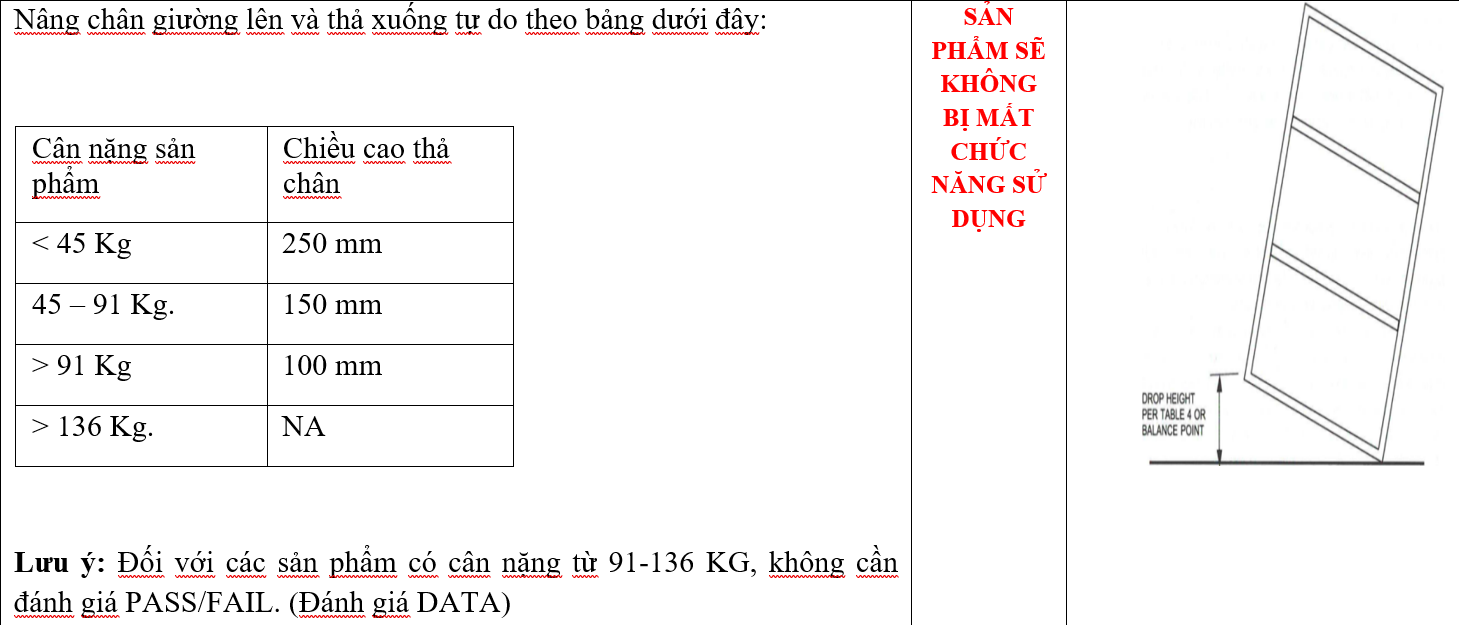 Nâng chân giường lên và thả xuống tự do theo bảng dưới đây:
Cân nặng sản
phẩm
Chiều cao thả
chân
< 45 Kg
250 mm
45 – 91 Kg.
150 mm
> 91 Kg
100 mm
> 136 Kg.
NA
Lưu ý: Đối với các sản phẩm có cân nặng từ 91-136 KG, không cần
đánh giá PASS/FAIL. (Đánh giá DATA)
SẢN
PHẨM SẼ
KHÔNG
BỊ MẤT
CHỨC
NĂNG SỬ
DỤNG
DROP HEIGHT
PER TABLE 4 OR
BALANCE POINT